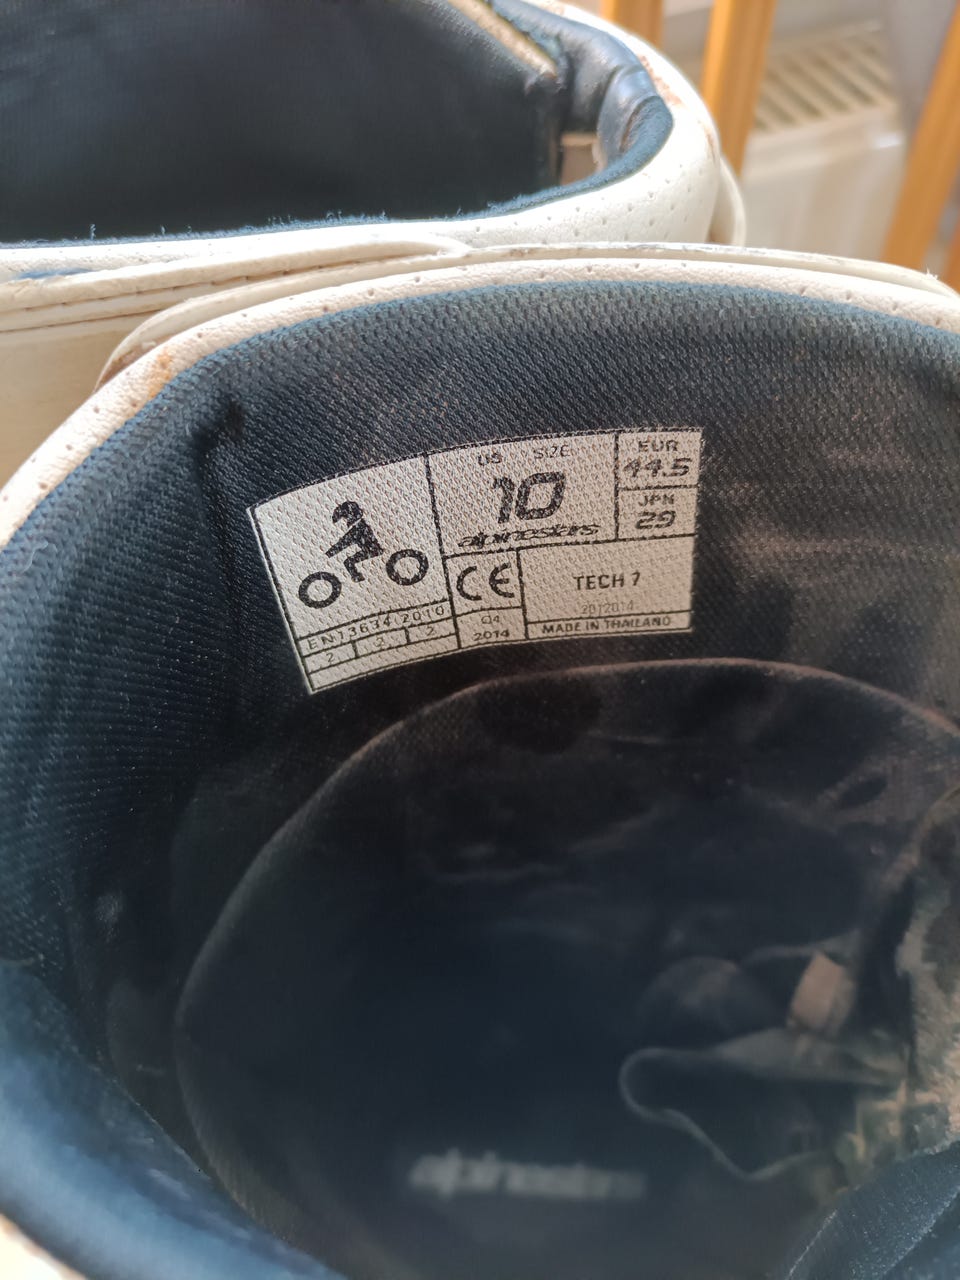 US SIZE
10
alpinestars
EUR
44.5
JPN
29
CE
TECH 7
2012014
MADE IN THAILAND
Q4
2014
EN13634:2010
2 2 2
alpinestars